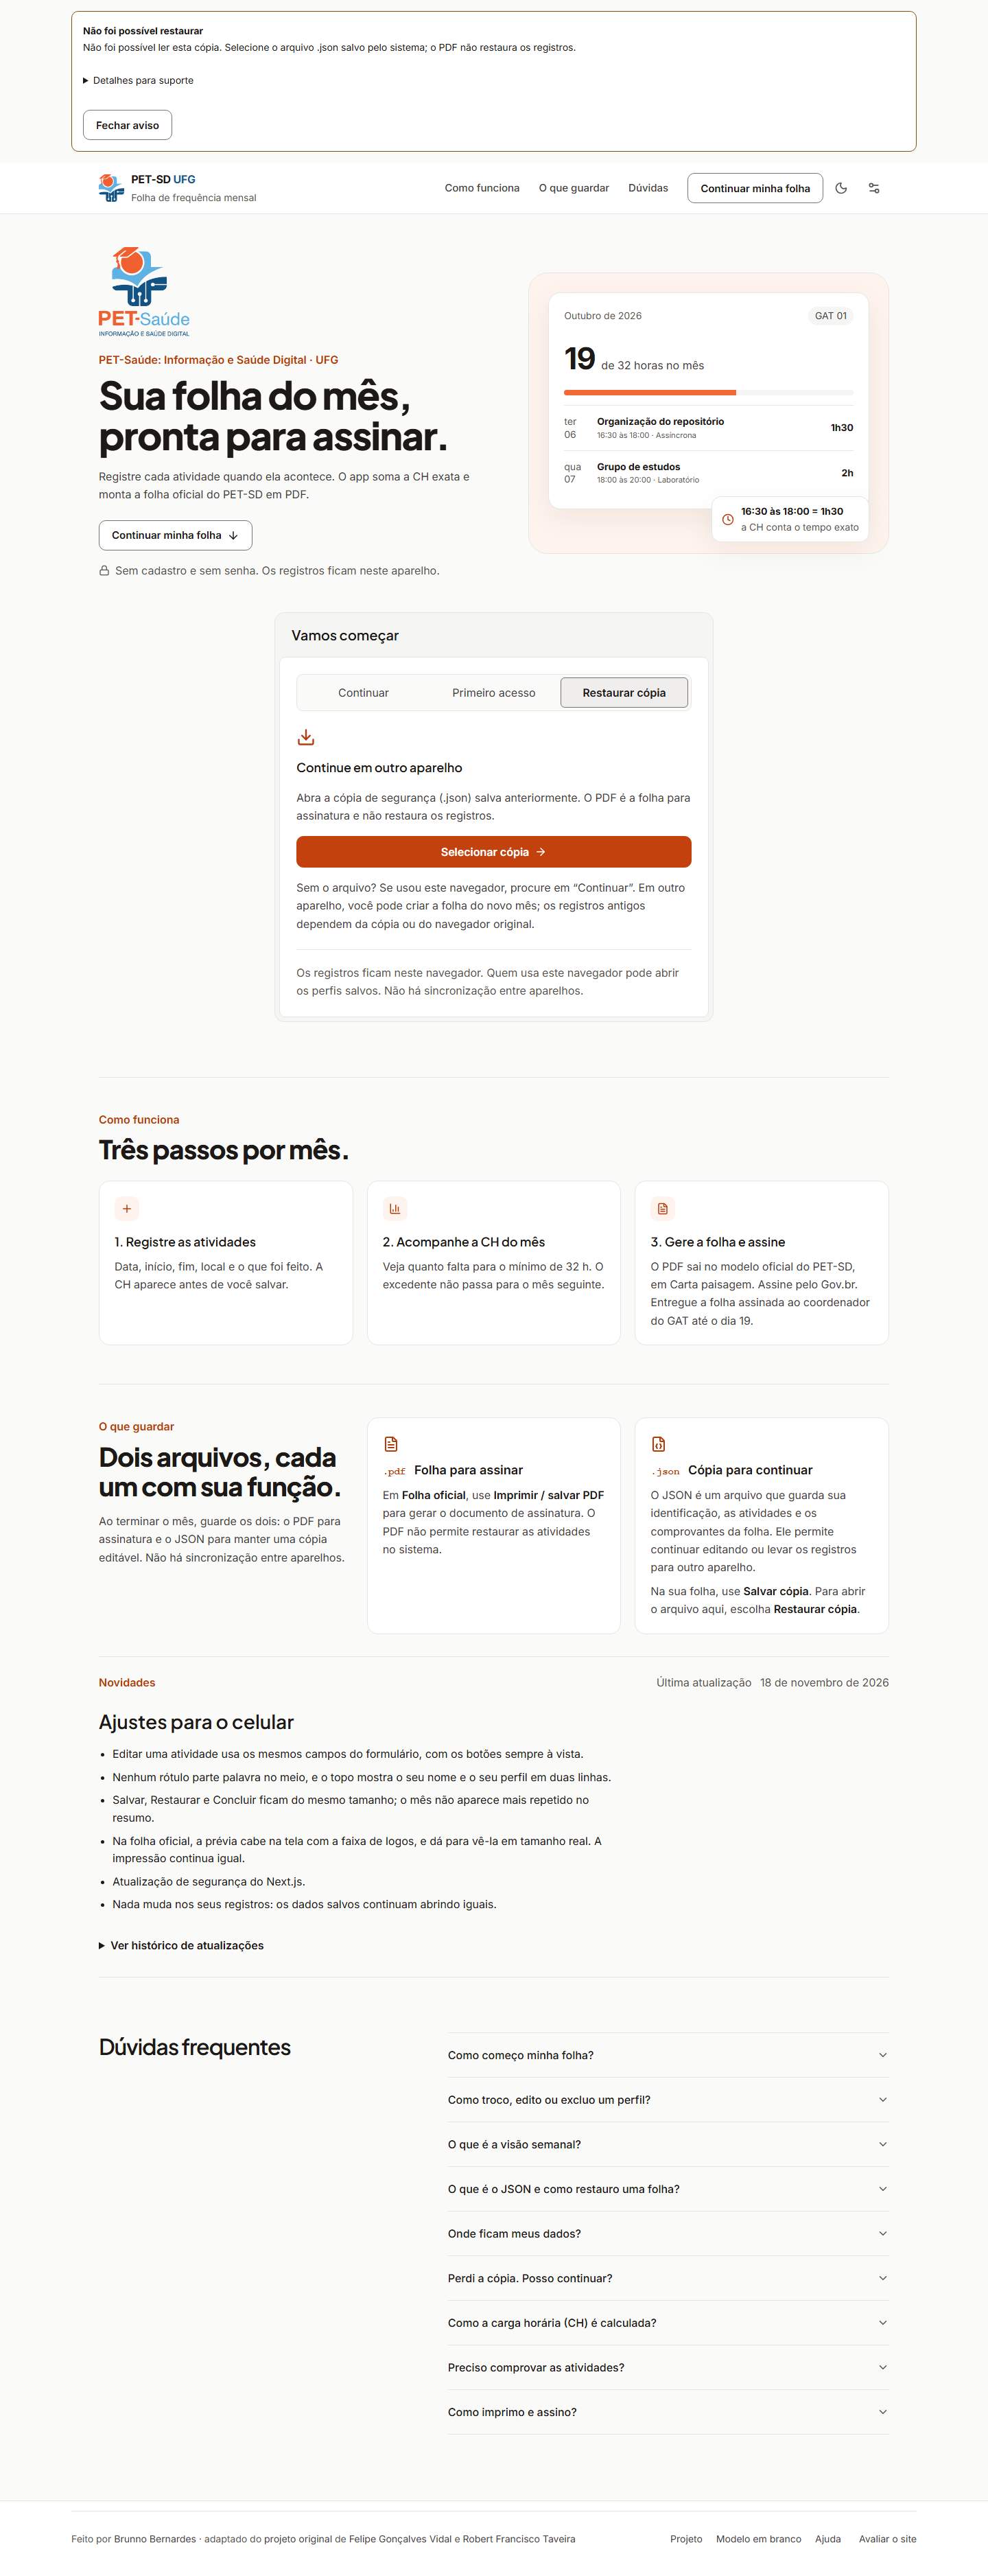 Não foi possível restaurar
Não foi possível ler esta cópia. Selecione o arquivo .json salvo pelo sistema; o PDF não restaura os registros.
Detalhes para suporte
Fechar aviso
PET-SD UFG
Folha de frequência mensal
Como funciona
O que guardar
Dúvidas
Continuar minha folha
PET-Saúde
INFORMAÇÃO E SAÚDE DIGITAL
PET-Saúde: Informação e Saúde Digital · UFG
Sua folha do mês,
pronta para assinar.
Registre cada atividade quando ela acontece. O app soma a CH exata e
monta a folha oficial do PET-SD em PDF.
Continuar minha folha
Sem cadastro e sem senha. Os registros ficam neste aparelho.
Outubro de 2026
GAT 01
19 de 32 horas no mês
ter
06
Organização do repositório
16:30 às 18:00 · Assíncrona
1h30
qua
07
Grupo de estudos
18:00 às 20:00 · Laboratório
2h
16:30 às 18:00 = 1h30
a CH conta o tempo exato
Vamos começar
Continuar
Primeiro acesso
Restaurar cópia
Continue em outro aparelho
Abra a cópia de segurança (.json) salva anteriormente. O PDF é a folha para
assinatura e não restaura os registros.
Selecionar cópia
Sem o arquivo? Se usou este navegador, procure em “Continuar”. Em outro
aparelho, você pode criar a folha do novo mês; os registros antigos
dependem da cópia ou do navegador original.
Os registros ficam neste navegador. Quem usa este navegador pode abrir
os perfis salvos. Não há sincronização entre aparelhos.
Como funciona
Três passos por mês.
1. Registre as atividades
Data, início, fim, local e o que foi feito. A
CH aparece antes de você salvar.
2. Acompanhe a CH do mês
Veja quanto falta para o mínimo de 32 h. O
excedente não passa para o mês seguinte.
3. Gere a folha e assine
O PDF sai no modelo oficial do PET-SD,
em Carta paisagem. Assine pelo Gov.br.
Entregue a folha assinada ao coordenador
do GAT até o dia 19.
O que guardar
Dois arquivos, cada
um com sua função.
Ao terminar o mês, guarde os dois: o PDF para
assinatura e o JSON para manter uma cópia
editável. Não há sincronização entre aparelhos.
.pdf Folha para assinar
Em Folha oficial, use Imprimir / salvar PDF
para gerar o documento de assinatura. O
PDF não permite restaurar as atividades
no sistema.
.json Cópia para continuar
O JSON é um arquivo que guarda sua
identificação, as atividades e os
comprovantes da folha. Ele permite
continuar editando ou levar os registros
para outro aparelho.
Na sua folha, use Salvar cópia. Para abrir
o arquivo aqui, escolha Restaurar cópia.
Novidades
Última atualização 18 de novembro de 2026
Ajustes para o celular
• Editar uma atividade usa os mesmos campos do formulário, com os botões sempre à vista.
• Nenhum rótulo parte palavra no meio, e o topo mostra o seu nome e o seu perfil em duas linhas.
• Salvar, Restaurar e Concluir ficam do mesmo tamanho; o mês não aparece mais repetido no
resumo.
• Na folha oficial, a prévia cabe na tela com a faixa de logos, e dá para vê-la em tamanho real. A
impressão continua igual.
• Atualização de segurança do Next.js.
• Nada muda nos seus registros: os dados salvos continuam abrindo iguais.
Ver histórico de atualizações
Dúvidas frequentes
Como começo minha folha?
Como troco, edito ou excluo um perfil?
O que é a visão semanal?
O que é o JSON e como restauro uma folha?
Onde ficam meus dados?
Perdi a cópia. Posso continuar?
Como a carga horária (CH) é calculada?
Preciso comprovar as atividades?
Como imprimo e assino?
Feito por Brunno Bernardes · adaptado do projeto original de Felipe Gonçalves Vidal e Robert Francisco Taveira
Projeto
Modelo em branco
Ajuda
Avaliar o site